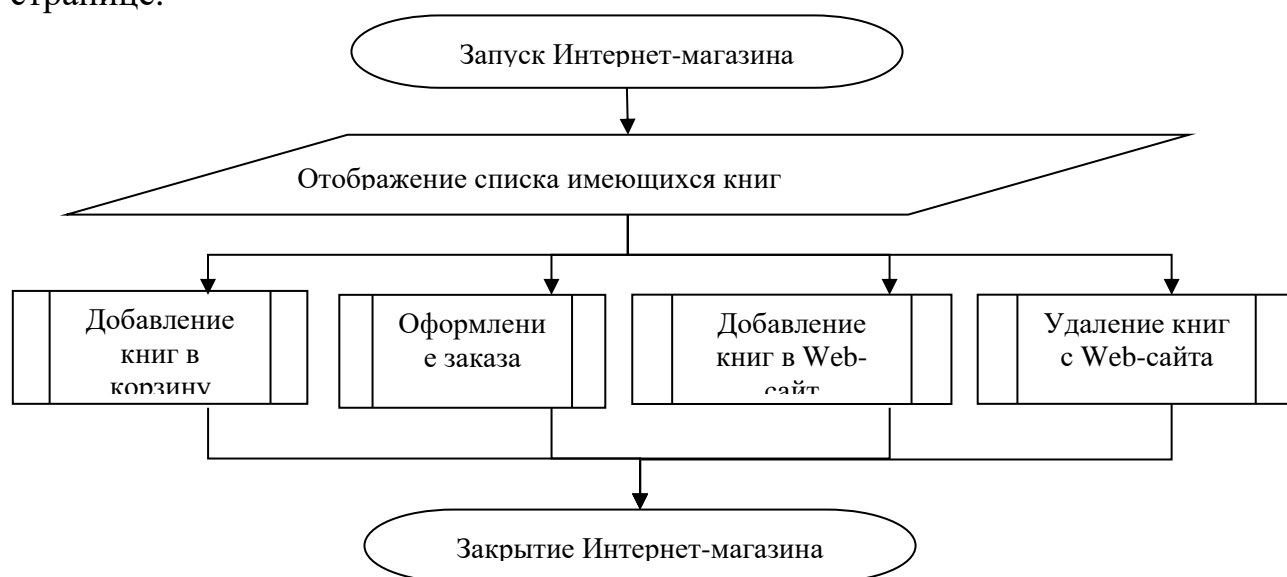 странице.
Запуск Интернет-магазина
Отображение списка имеющихся книг
Добавление
книг в
корзину
Оформлени
е заказа
Добавление
книг в Web-
сайт
Удаление книг
с Web-сайта
Закрытие Интернет-магазина